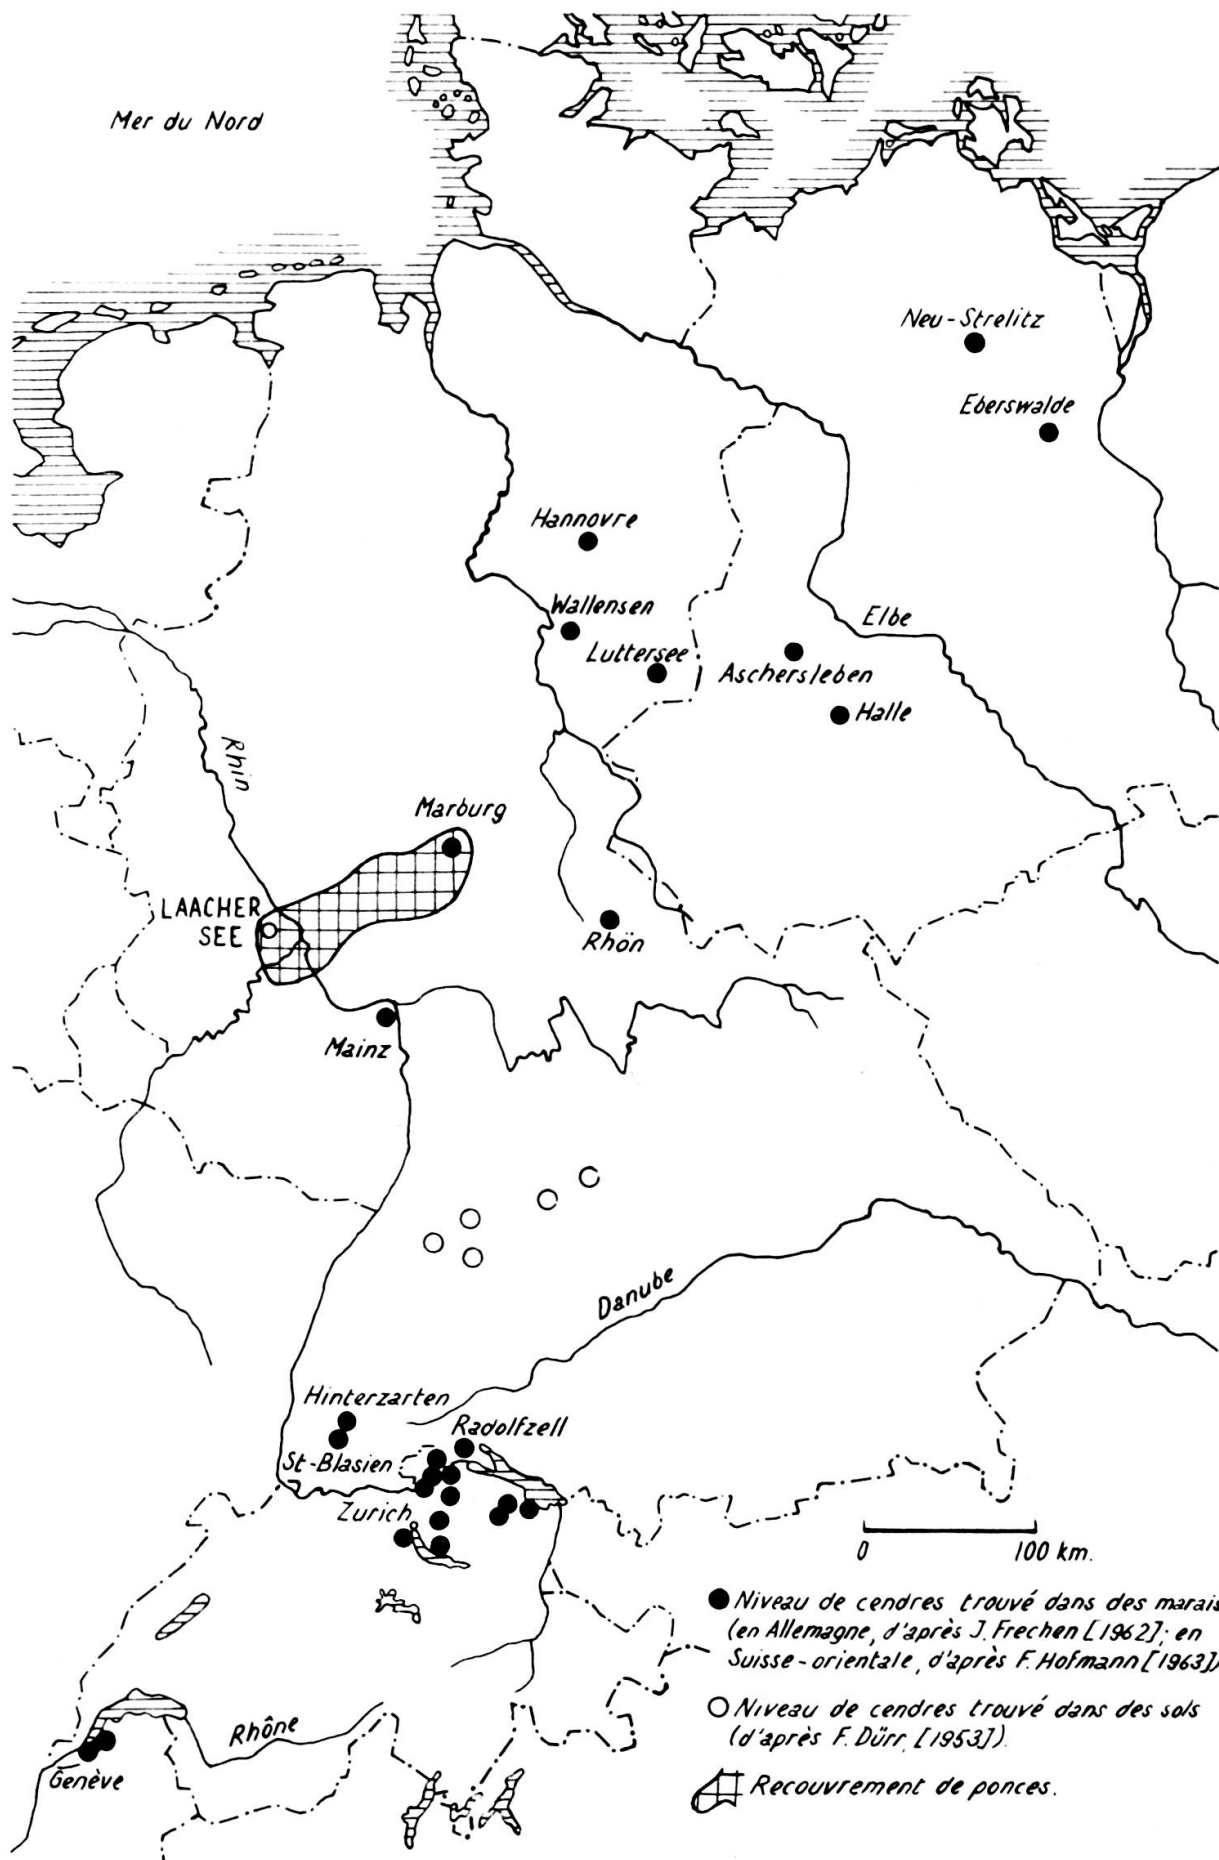 Mer du Nord
Neu-Strelitz
Eberswalde
Hannovre
Wallensen
Elbe
Luttersee
Aschersleben
Halle
Rhin
Marburg
LAACHER
SEE
Rhön
Mainz
Danube
Hinterzarten
Radolfzell
St-Blasien
Zurich
0 100 km.
Niveau de cendres trouvé dans des marais
(en Allemagne, d'après J. Frechen [1962]; en
Suisse-orientale, d'après F. Hofmann [1963])
Niveau de cendres trouvé dans des sols
(d'après F. Dürr, [1953]).
Rhône
Genève
Recouvrement de ponces.